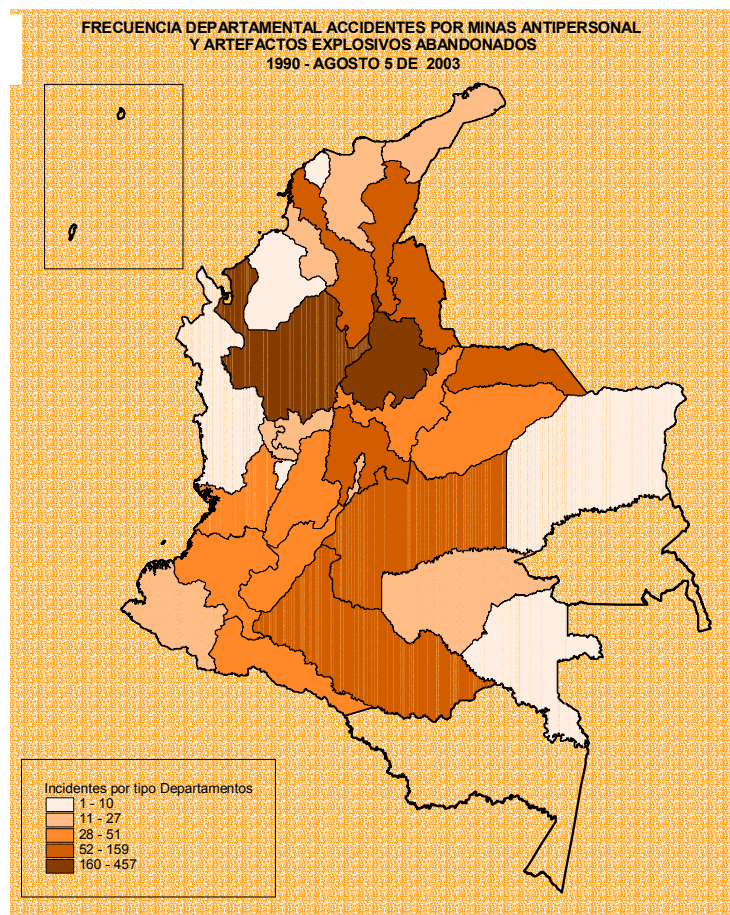 FRECUENCIA DEPARTAMENTAL ACCIDENTES POR MINAS ANTIPERSONAL
Y ARTEFACTOS EXPLOSIVOS ABANDONADOS
1990 - AGOSTO 5 DE 2003
Incidentes por tipo Departamentos
1 - 10
11 - 27
28 - 51
52 - 159
160 - 457